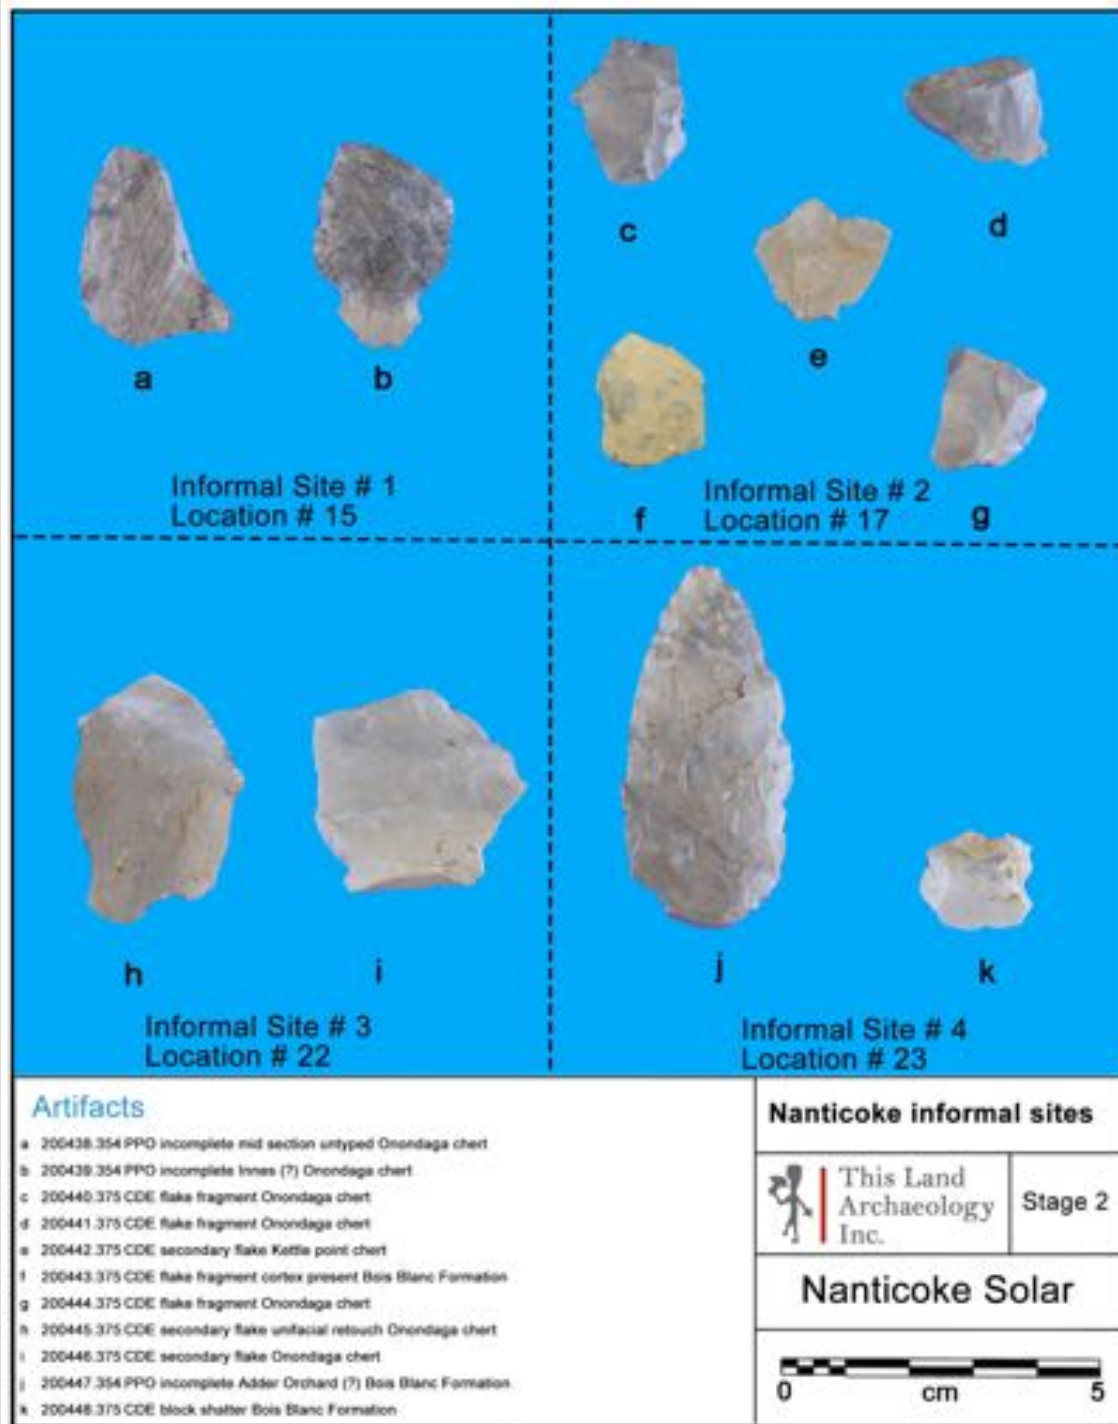 a
b
c
d
e
f
g
Informal Site # 1
Location # 15
Informal Site # 2
Location # 17
h
i
j
k
Informal Site # 3
Location # 22
Informal Site # 4
Location # 23
Artifacts
a 200438.354 PPO incomplete mid section untyped Onondaga chert
b 200439.354 PPO incomplete Innes (?) Onondaga chert
c 200440.375 CDE flake fragment Onondaga chert
d 200441.375 CDE flake fragment Onondaga chert
e 200442.375 CDE secondary flake Kettle point chert
f 200443.375 CDE flake fragment cortex present Bois Blanc Formation
g 200444.375 CDE flake fragment Onondaga chert
h 200445.375 CDE secondary flake unifacial retouch Onondaga chert
i 200446.375 CDE secondary flake Onondaga chert
j 200447.354 PPO incomplete Adder Orchard (?) Bois Blanc Formation
k 200448.375 CDE block shatter Bois Blanc Formation
Nanticoke informal sites
This Land
Archaeology
Inc.
Stage 2
Nanticoke Solar
0 cm 5